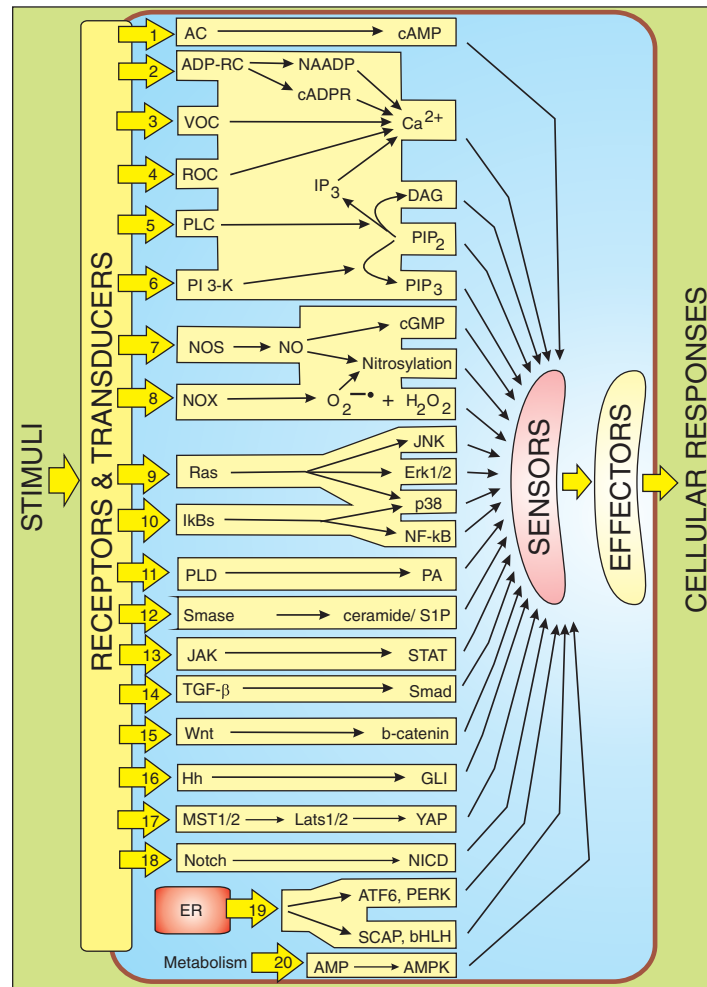 STIMULI
RECEPTORS & TRANSDUCERS
1 AC cAMP
2 ADP-RC NAADP
cADPR
3 VOC Ca2+
4 ROC
IP3
DAG
5 PLC
PIP2
6 PI 3-K PIP3
cGMP
7 NOS NO
Nitrosylation
8 NOX O2–• + H2O2
JNK
9 Ras Erk1/2
p38
10 IkBs
NF-kB
11 PLD PA
12 Smase ceramide/ S1P
13 JAK STAT
14 TGF-β Smad
15 Wnt b-catenin
16 Hh GLI
17 MST1/2 Lats1/2 YAP
18 Notch NICD
ER 19 ATF6, PERK
SCAP, bHLH
Metabolism 20 AMP AMPK
SENSORS
EFFECTORS
CELLULAR RESPONSES